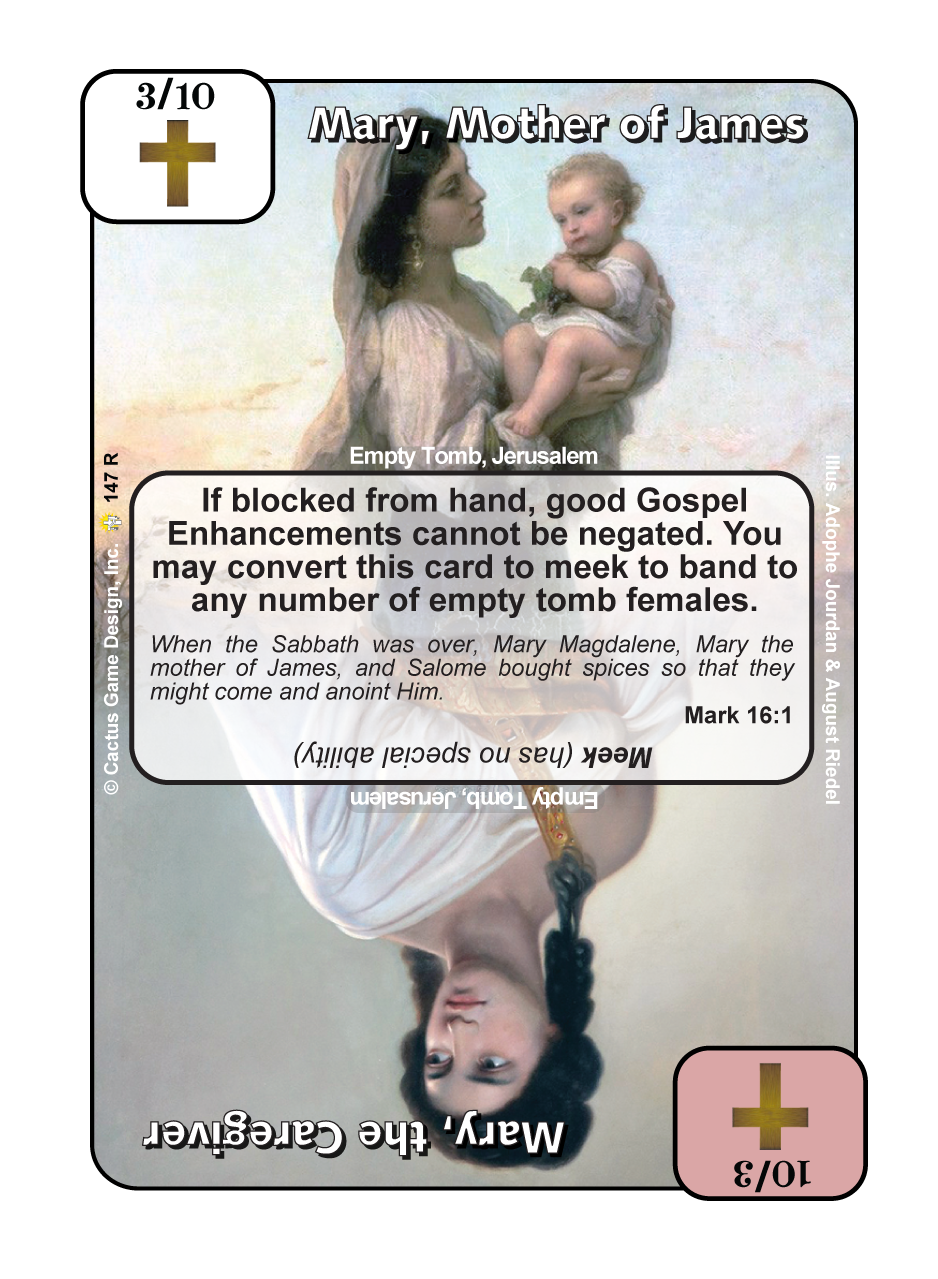 3/10
Mary, Mother of James
Empty Tomb, Jerusalem
If blocked from hand, good Gospel
Enhancements cannot be negated. You
may convert this card to meek to band to
any number of empty tomb females.
When the Sabbath was over, Mary Magdalene, Mary the
mother of James, and Salome bought spices so that they
might come and anoint Him.
Mark 16:1
Meek (has no special ability)
Empty Tomb, Jerusalem
Mary, the Caregiver
10/3
© Cactus Game Design, Inc. 147 R
Illus. Adophe Jourdan & August Riedel